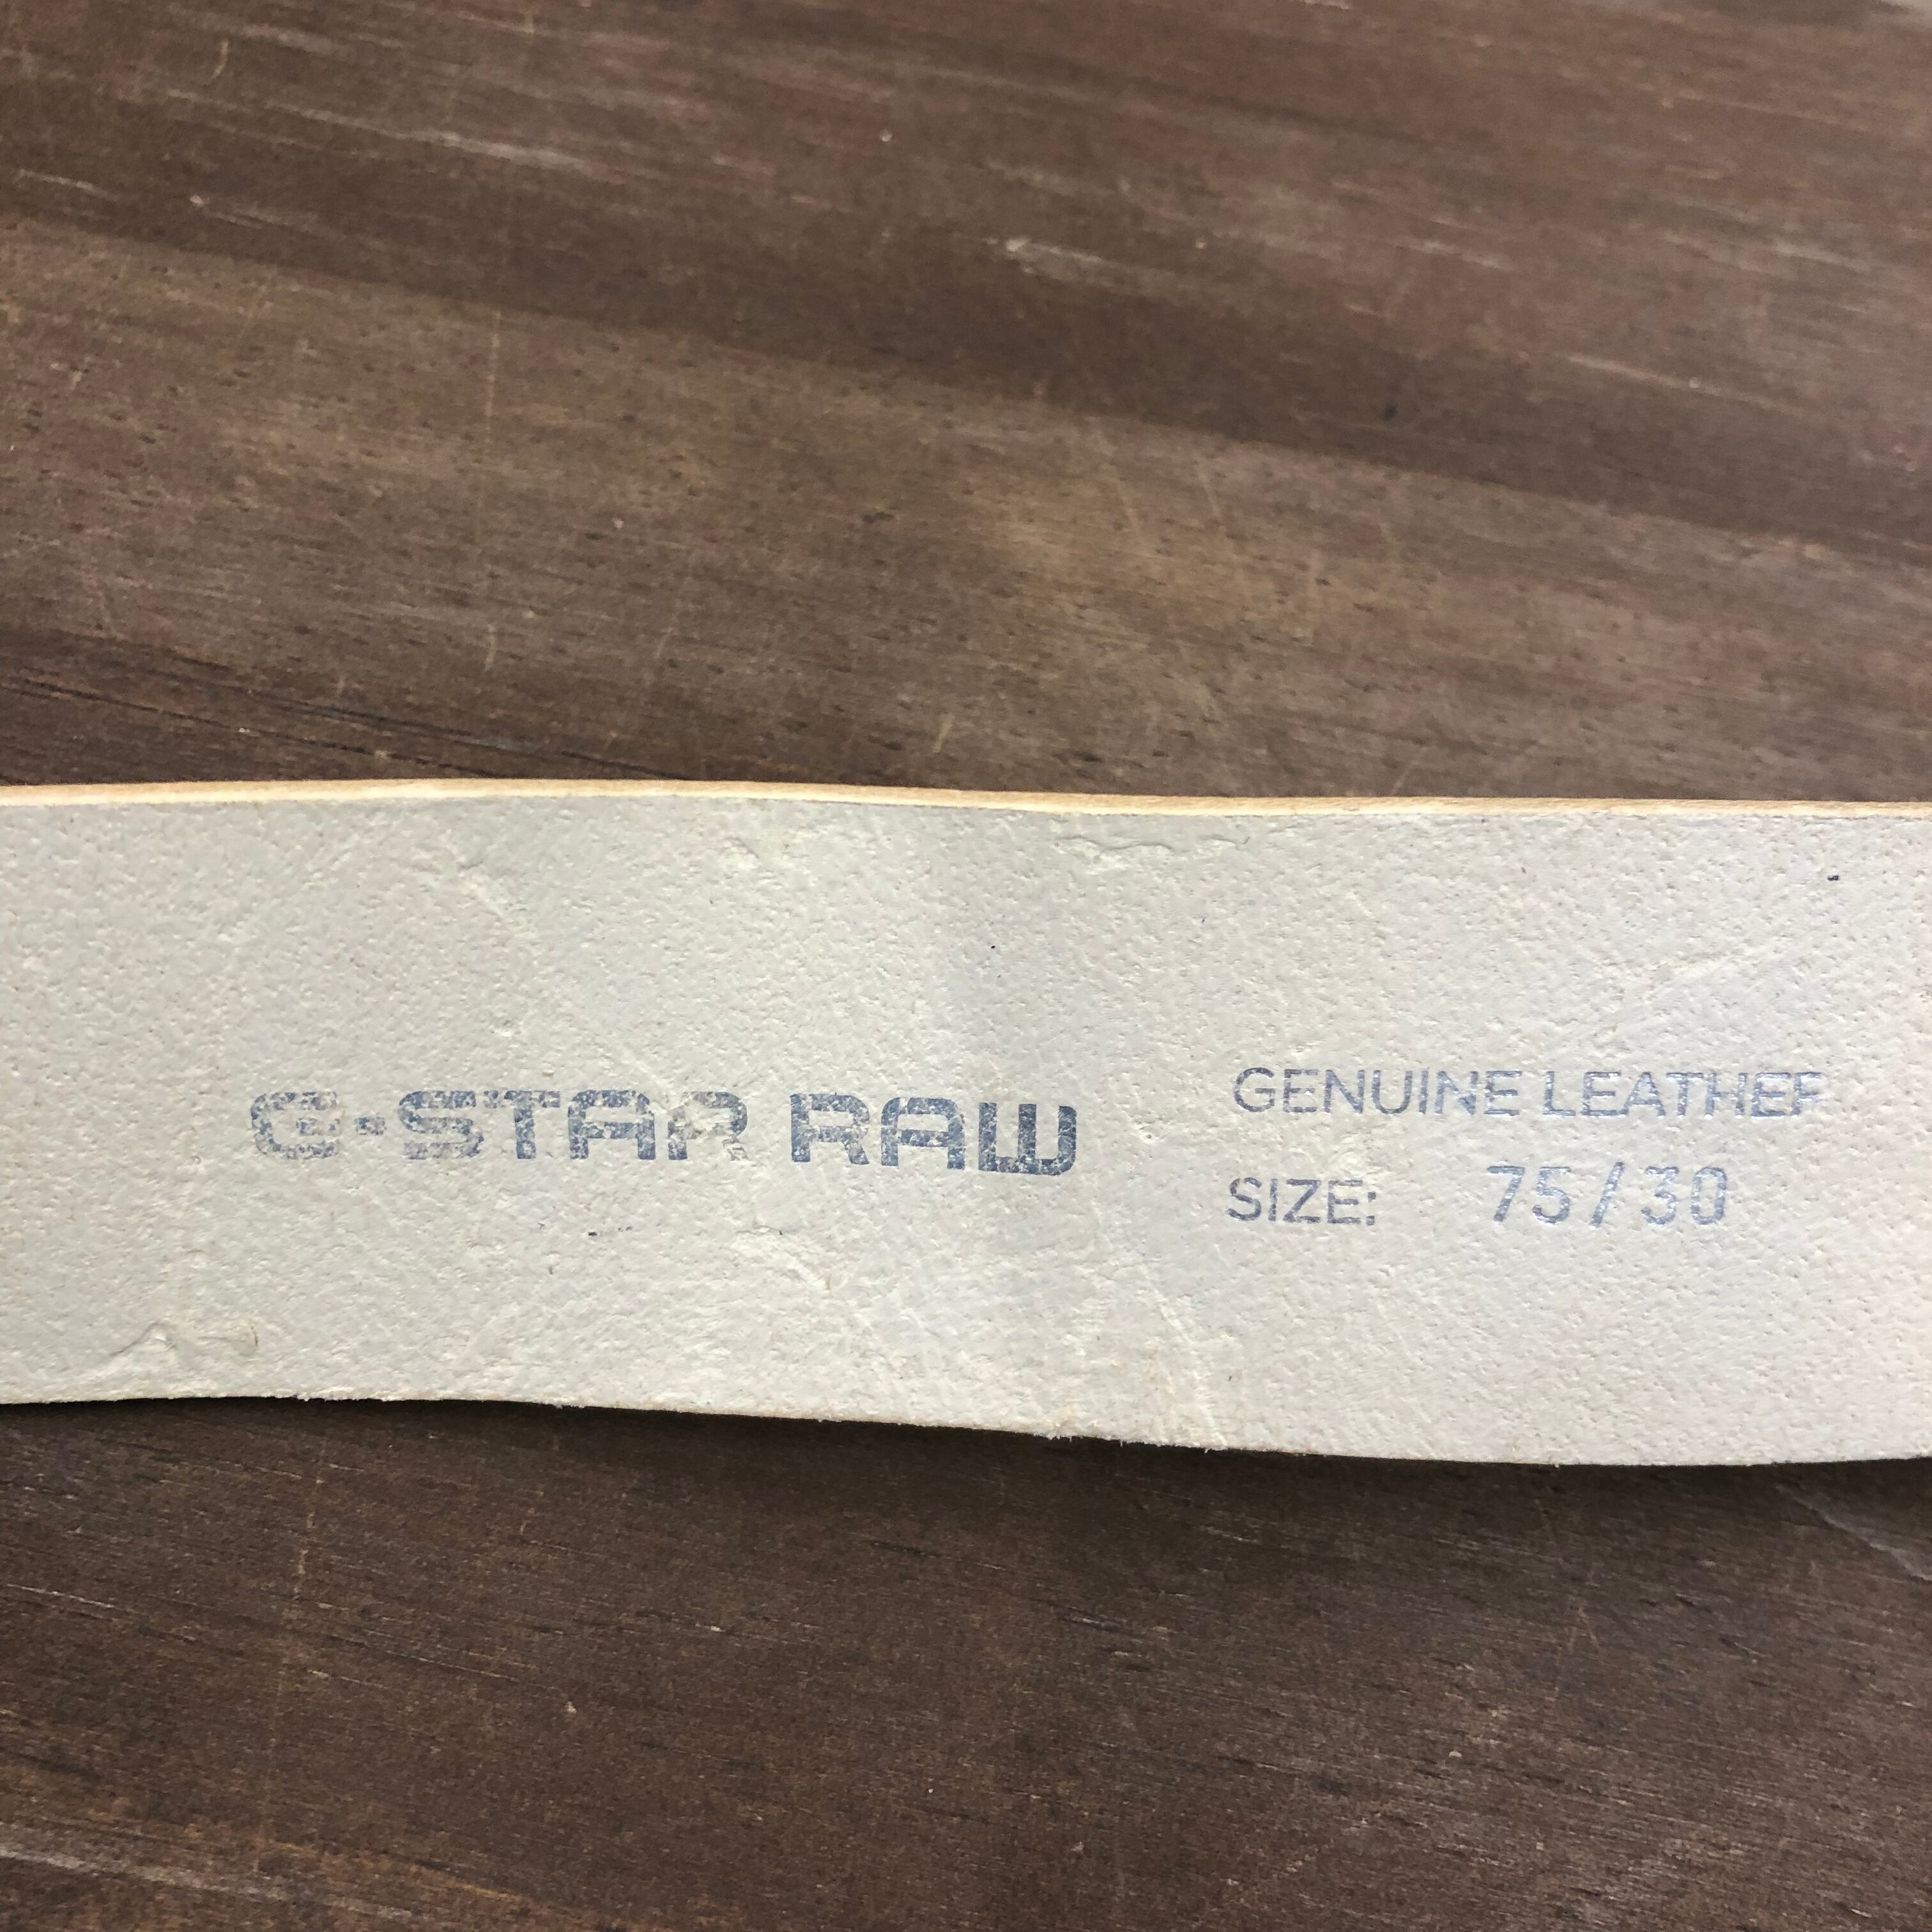 G-STAR RAW
GENUINE LEATHER
SIZE: 75/30